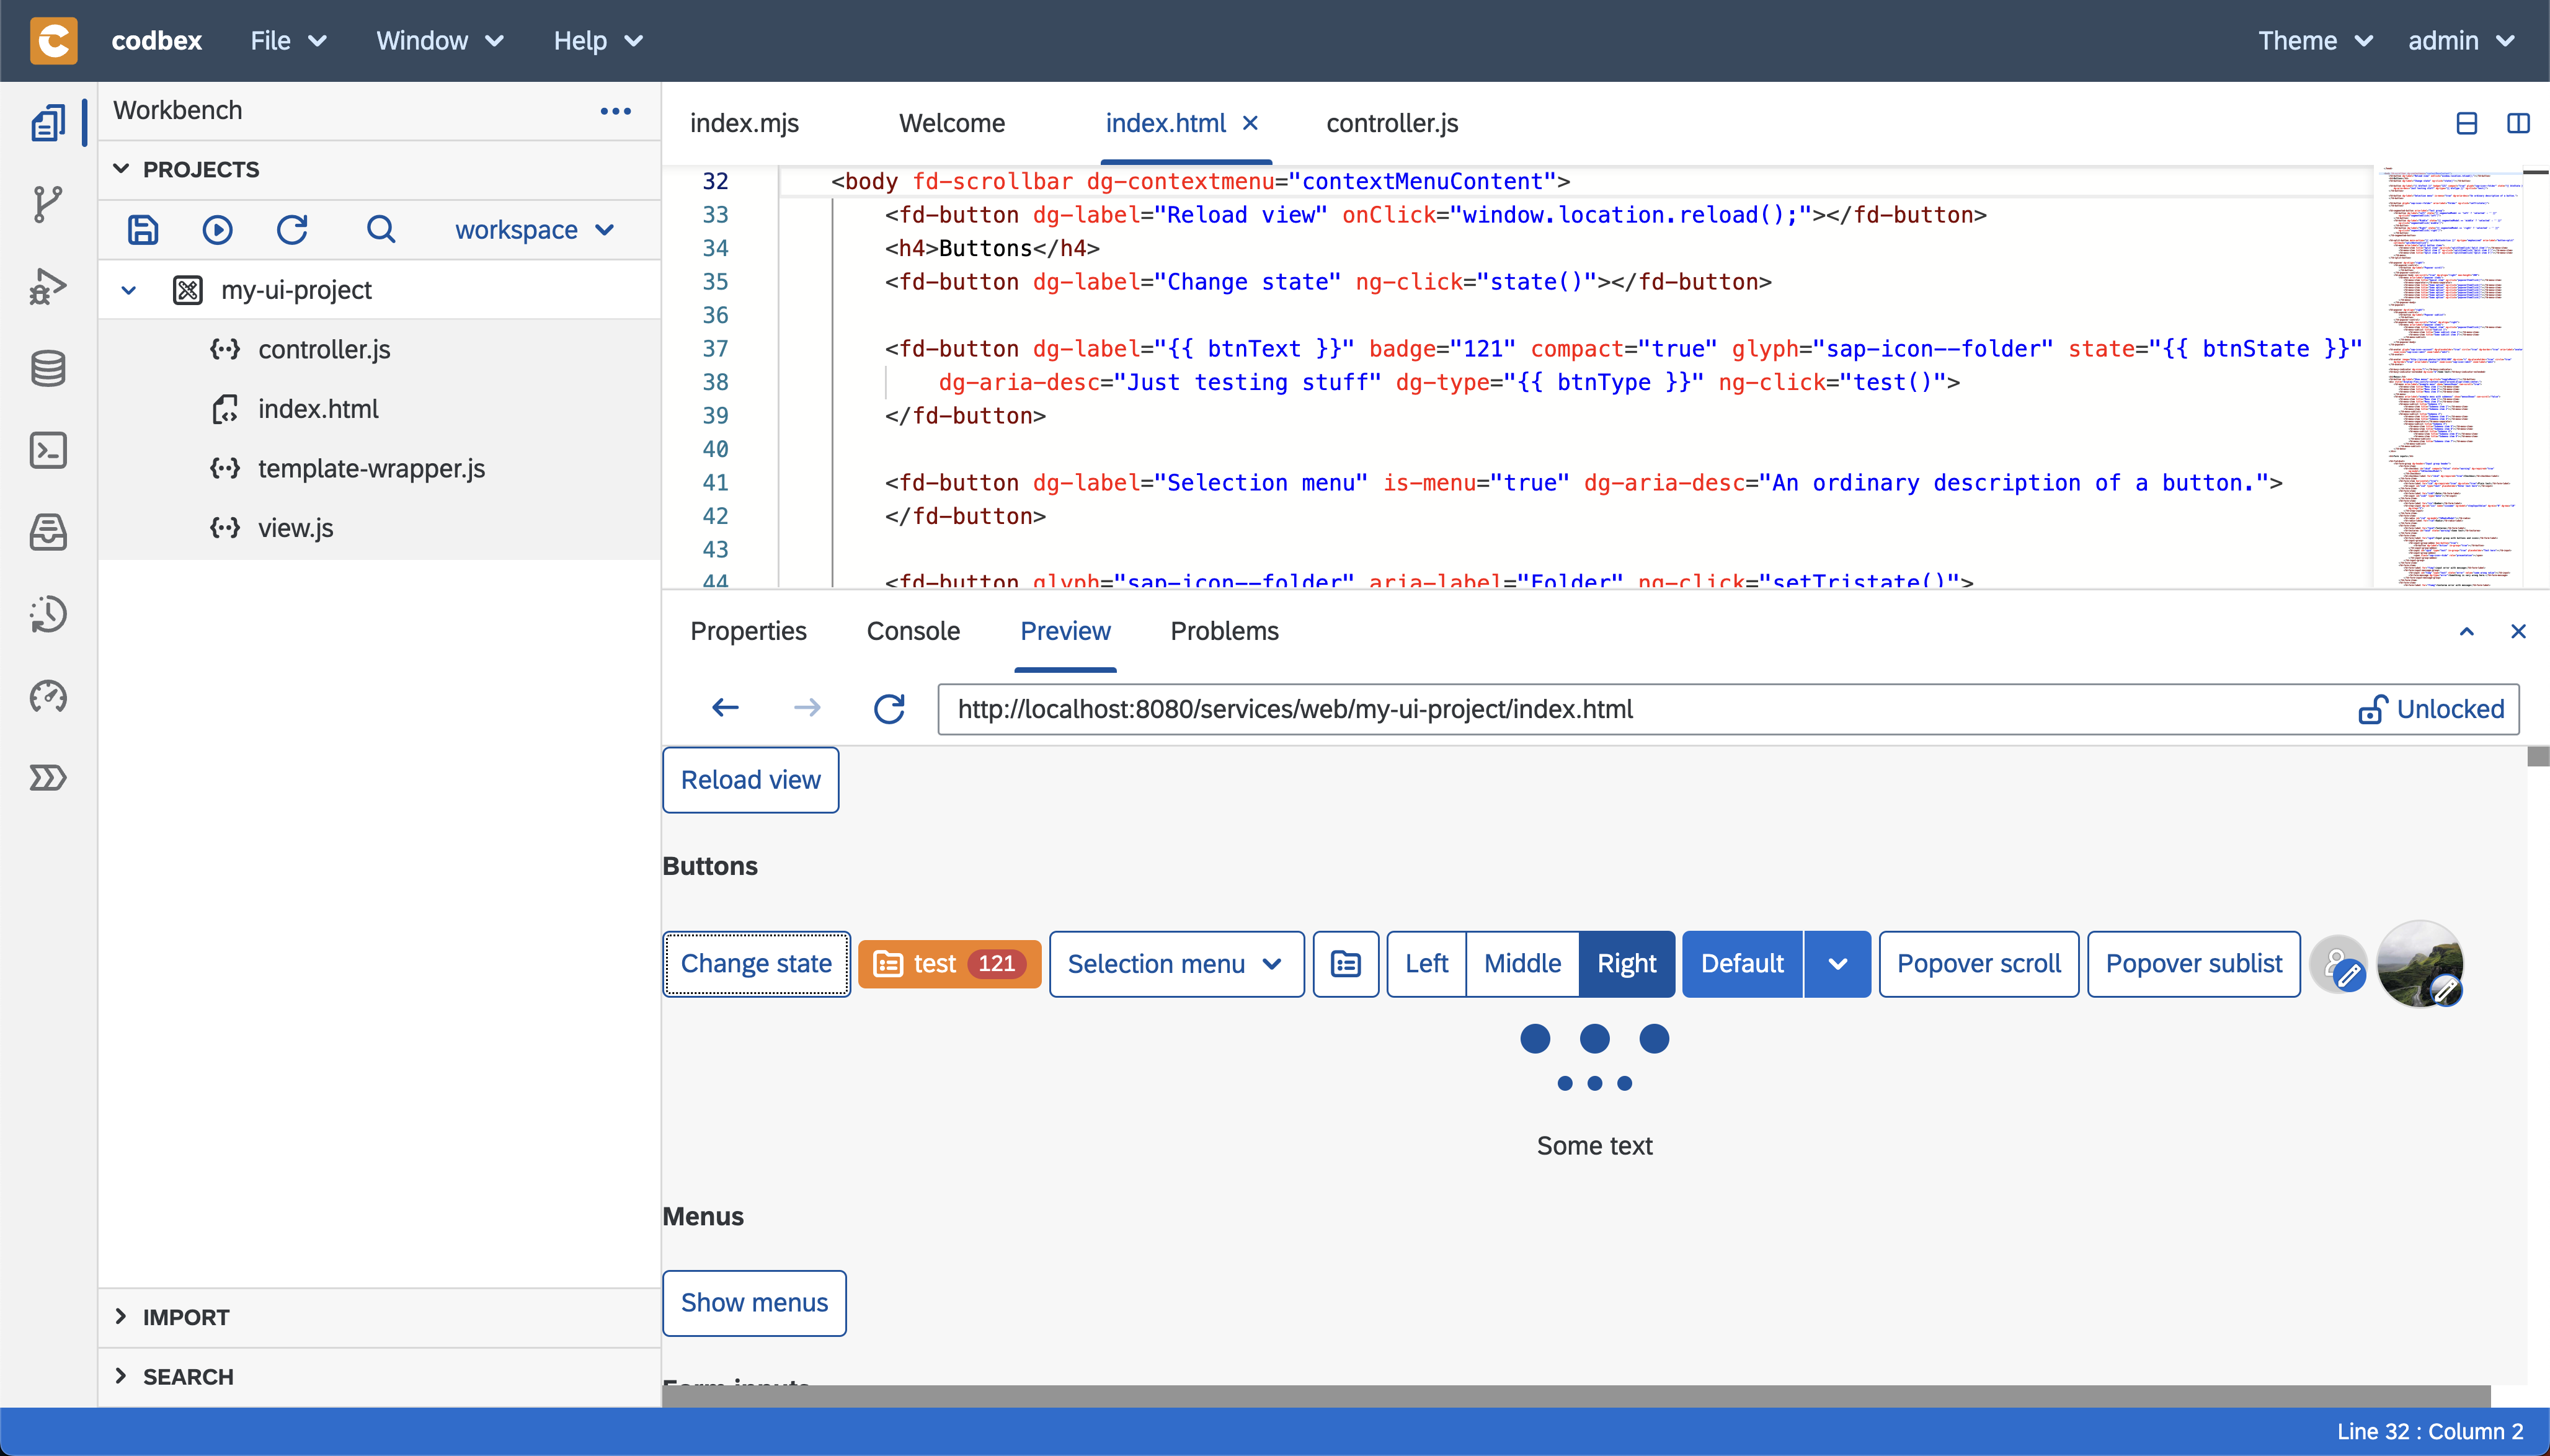 codbex File Window Help Theme admin
Workbench
PROJECTS
workspace
my-ui-project
controller.js
index.html
template-wrapper.js
view.js
IMPORT
SEARCH
index.mjs Welcome index.html controller.js
32 <body fd-scrollbar dg-contextmenu="contextMenuContent">
33 <fd-button dg-label="Reload view" onClick="window.location.reload();"></fd-button>
34 <h4>Buttons</h4>
35 <fd-button dg-label="Change state" ng-click="state()"></fd-button>
36
37 <fd-button dg-label="{{ btnText }}" badge="121" compact="true" glyph="sap-icon--folder" state="{{ btnState }}"
38 dg-aria-desc="Just testing stuff" dg-type="{{ btnType }}" ng-click="test()">
39 </fd-button>
40
41 <fd-button dg-label="Selection menu" is-menu="true" dg-aria-desc="An ordinary description of a button.">
42 </fd-button>
43
44 <fd-button glyph="sap-icon--folder" aria-label="Folder" ng-click="setTristate()">
Properties Console Preview Problems
http://localhost:8080/services/web/my-ui-project/index.html Unlocked
Reload view
Buttons
Change state test 121 Selection menu Left Middle Right Default Popover scroll Popover sublist
Some text
Menus
Show menus
Form inputs
Line 32 : Column 2